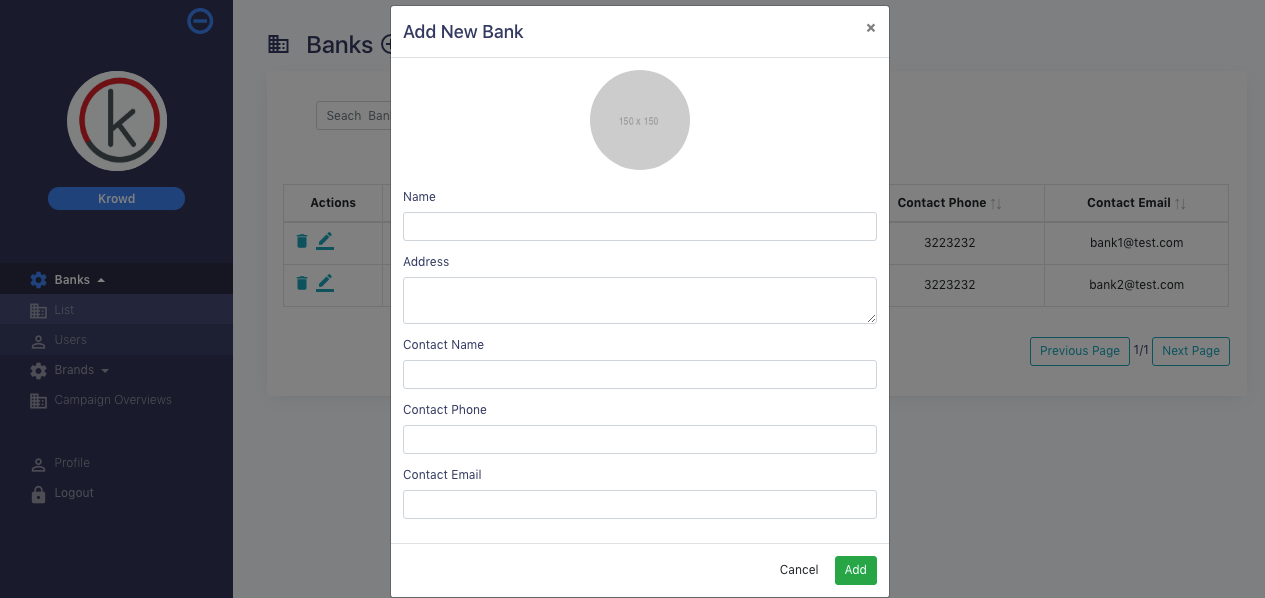 Add New Bank ×
Banks
150 x 150
Seach Ban
Krowd
Name
Actions
Contact Phone
Contact Email
3223232
bank1@test.com
Address
3223232
bank2@test.com
Banks
List
Users
Brands
Campaign Overviews
Contact Name
Previous Page 1/1 Next Page
Contact Phone
Profile
Logout
Contact Email
Cancel Add